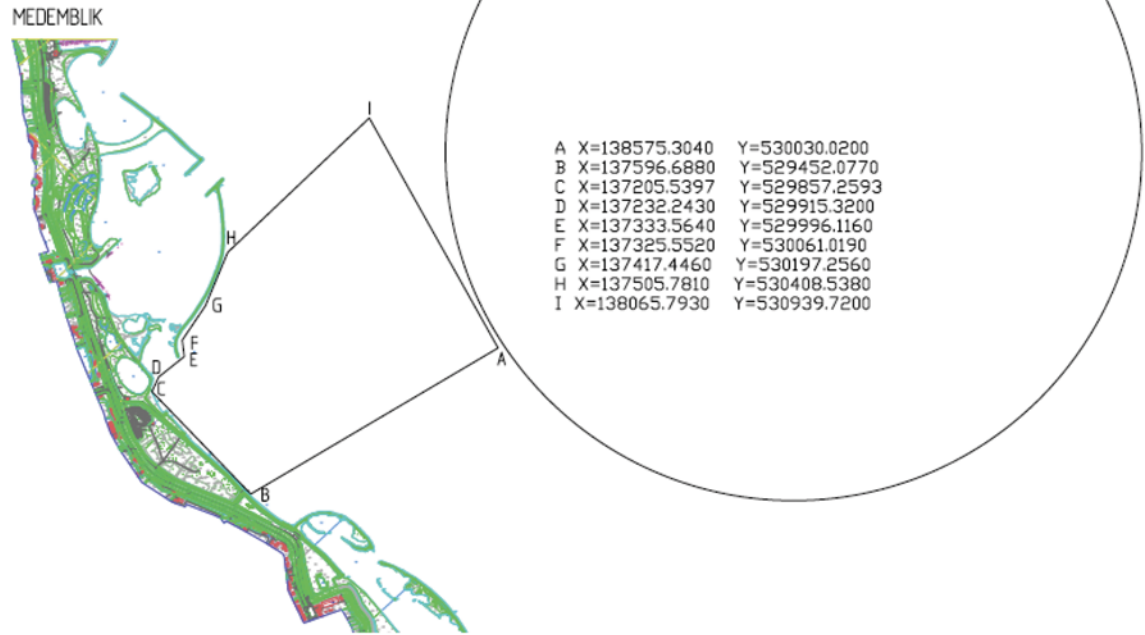 MEDEMBLIK
I
H
G
F
E
D
C
B
A
A X=138575.3040 Y=530030.0200
B X=137596.6880 Y=529452.0770
C X=137205.5397 Y=529857.2593
D X=137232.2430 Y=529915.3200
E X=137333.5640 Y=529996.1160
F X=137325.5520 Y=530061.0190
G X=137417.4460 Y=530197.2560
H X=137505.7810 Y=530408.5380
I X=138065.7930 Y=530939.7200